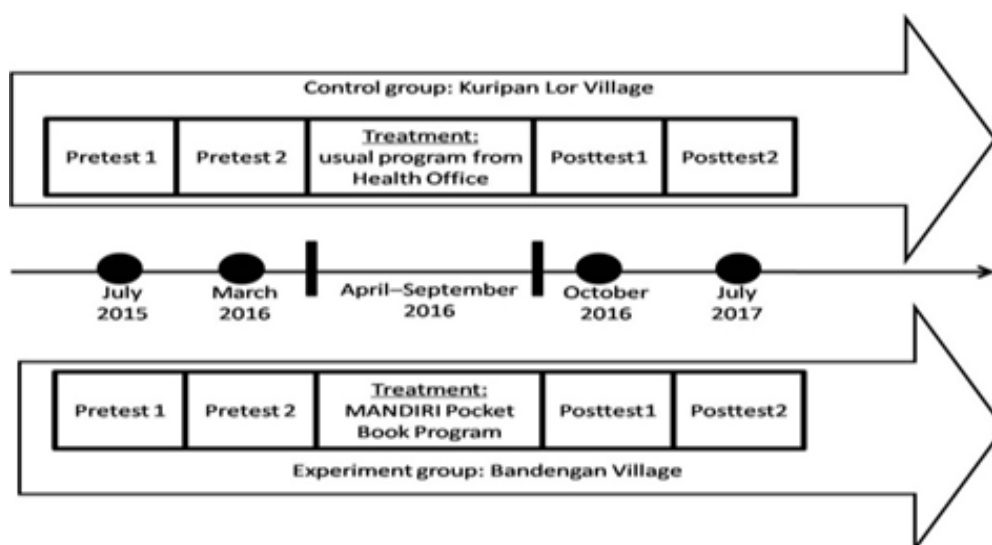 Control group: Kuripan Lor Village
Pretest 1
Pretest 2
Treatment:
usual program from
Health Office
Posttest1
Posttest2
July
2015
March
2016
April–September
2016
October
2016
July
2017
Pretest 1
Pretest 2
Treatment:
MANDIRI Pocket
Book Program
Posttest1
Posttest2
Experiment group: Bandengan Village